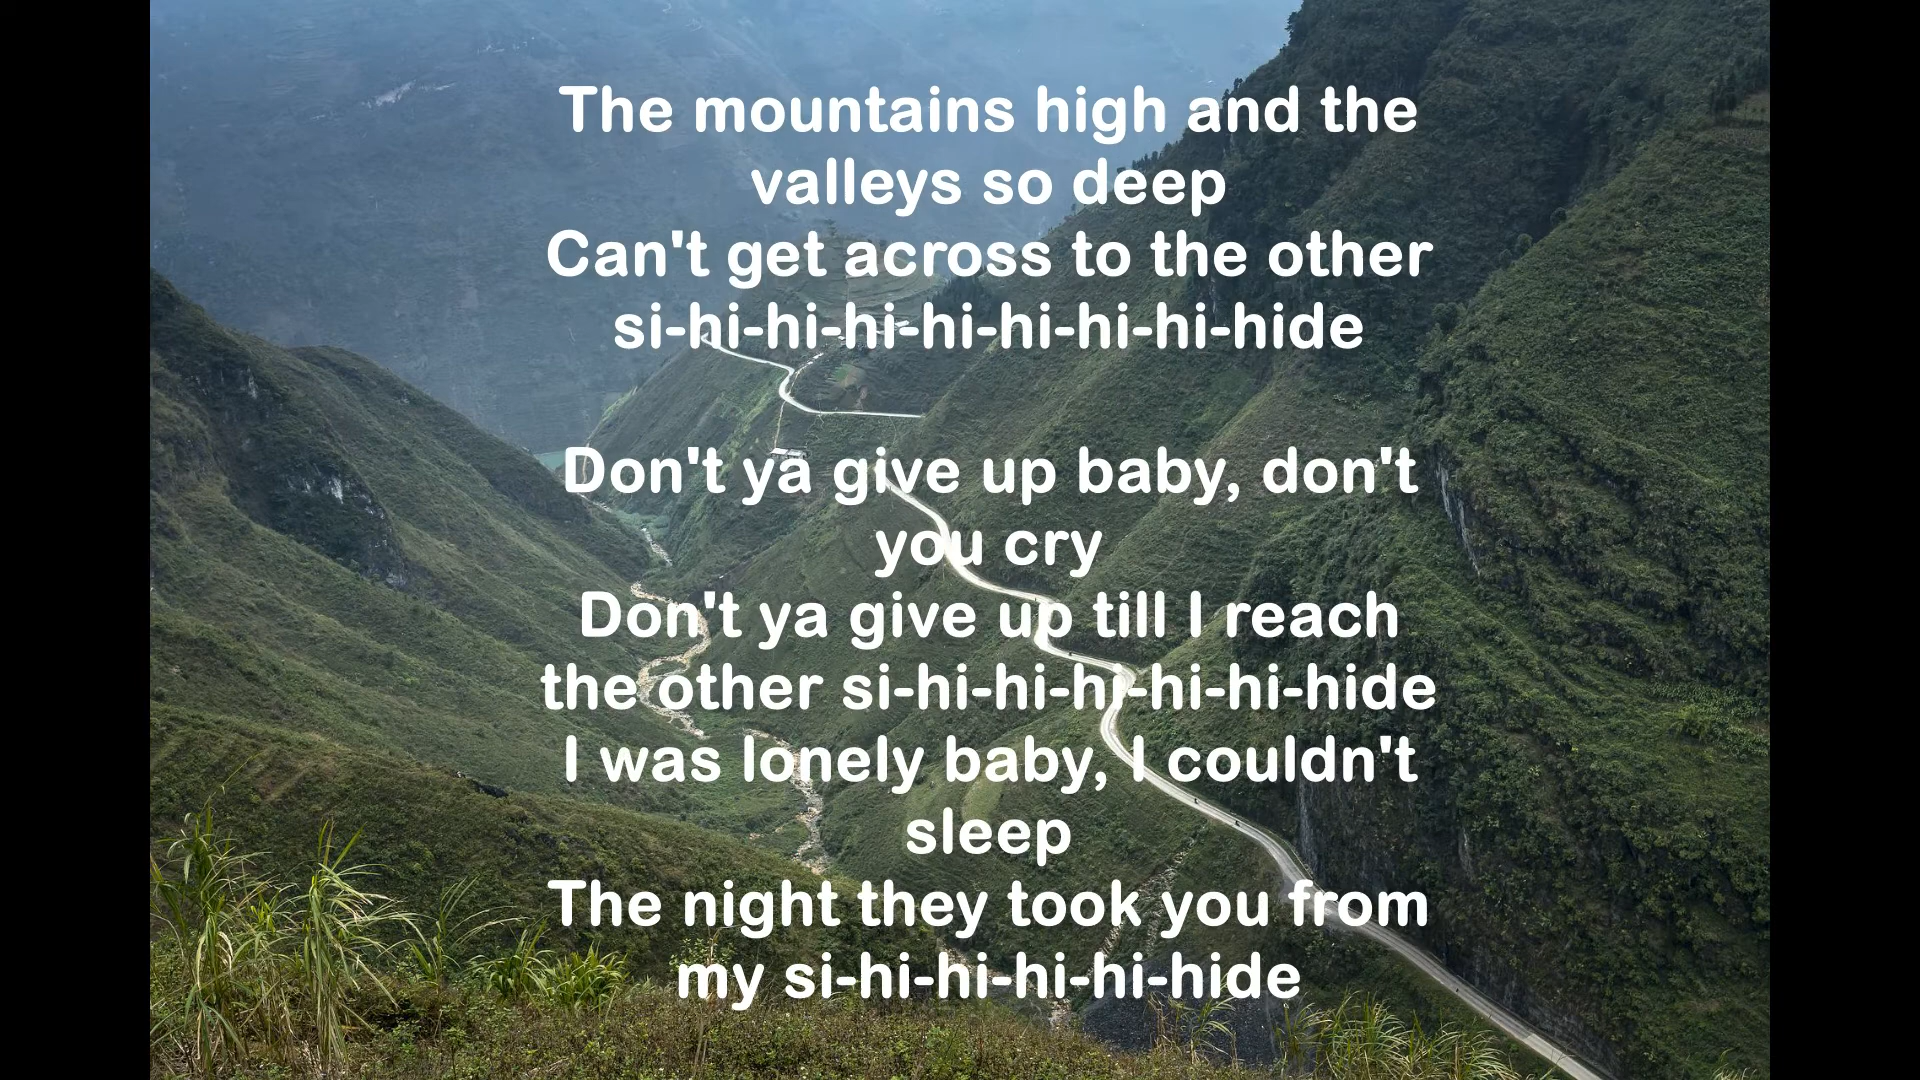 The mountains high and the
valleys so deep
Can't get across to the other
si-hi-hi-hi-hi-hi-hi-hi-hide
Don't ya give up baby, don't
you cry
Don't ya give up till I reach
the other si-hi-hi-hi-hi-hi-hide
I was lonely baby, I couldn't
sleep
The night they took you from
my si-hi-hi-hi-hi-hide